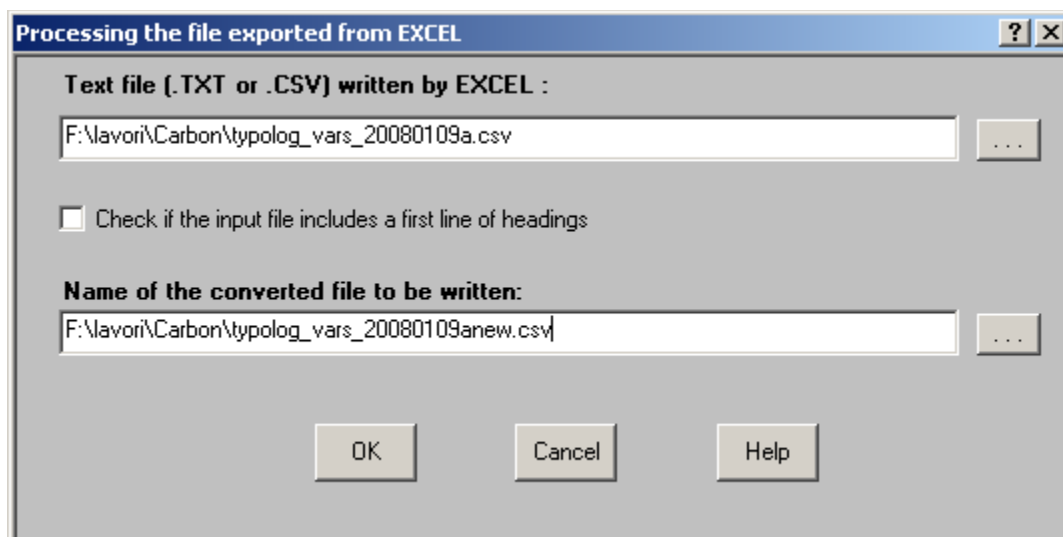 Processing the file exported from EXCEL
Text file (.TXT or .CSV) written by EXCEL :
F:\lavori\Carbon\typolog_vars_20080109a.csv
. . .
Check if the input file includes a first line of headings
Name of the converted file to be written:
F:\lavori\Carbon\typolog_vars_20080109anew.csv
. . .
OK Cancel Help